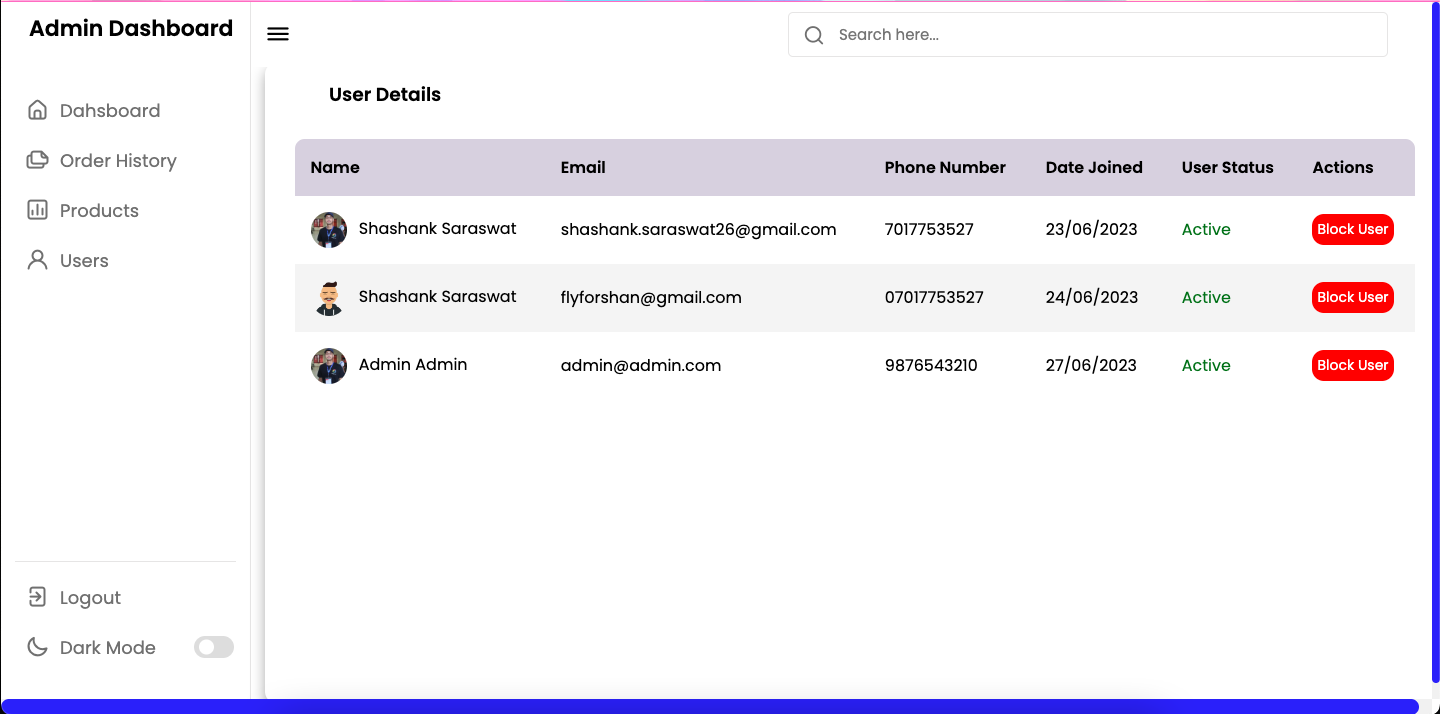 Admin Dashboard
Search here...
Dahsboard
Order History
Products
Users
Logout
Dark Mode
User Details
Name Email Phone Number Date Joined User Status Actions
Shashank Saraswat shashank.saraswat26@gmail.com 7017753527 23/06/2023 Active Block User
Shashank Saraswat flyforshan@gmail.com 07017753527 24/06/2023 Active Block User
Admin Admin admin@admin.com 9876543210 27/06/2023 Active Block User